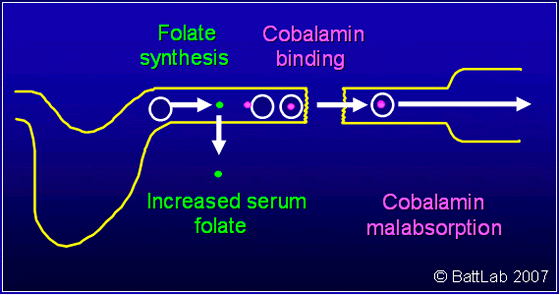 Folate
synthesis
Cobalamin
binding
Increased serum
folate
Cobalamin
malabsorption
© BattLab 2007